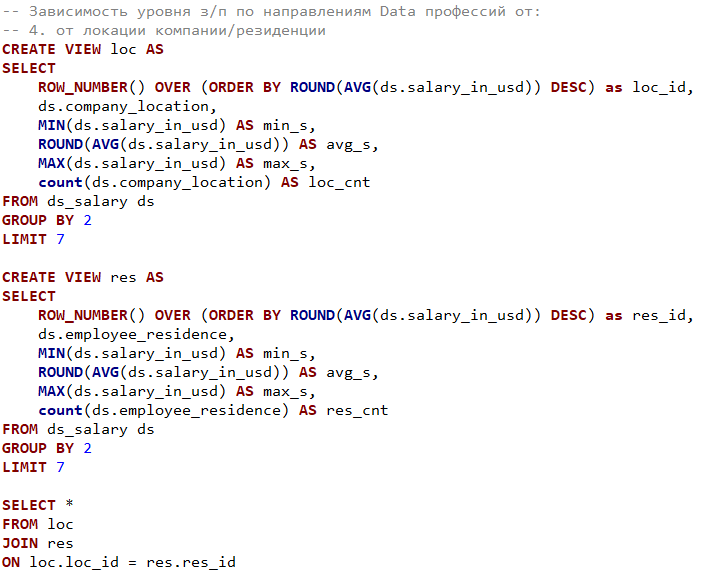 -- Зависимость уровня з/п по направлениям Data профессий от:
-- 4. от локации компании/резиденции
CREATE VIEW loc AS
SELECT
    ROW_NUMBER() OVER (ORDER BY ROUND(AVG(ds.salary_in_usd)) DESC) as loc_id,
    ds.company_location,
    MIN(ds.salary_in_usd) AS min_s,
    ROUND(AVG(ds.salary_in_usd)) AS avg_s,
    MAX(ds.salary_in_usd) AS max_s,
    count(ds.company_location) AS loc_cnt
FROM ds_salary ds
GROUP BY 2
LIMIT 7

CREATE VIEW res AS
SELECT
    ROW_NUMBER() OVER (ORDER BY ROUND(AVG(ds.salary_in_usd)) DESC) as res_id,
    ds.employee_residence,
    MIN(ds.salary_in_usd) AS min_s,
    ROUND(AVG(ds.salary_in_usd)) AS avg_s,
    MAX(ds.salary_in_usd) AS max_s,
    count(ds.employee_residence) AS res_cnt
FROM ds_salary ds
GROUP BY 2
LIMIT 7

SELECT *
FROM loc
JOIN res
ON loc.loc_id = res.res_id